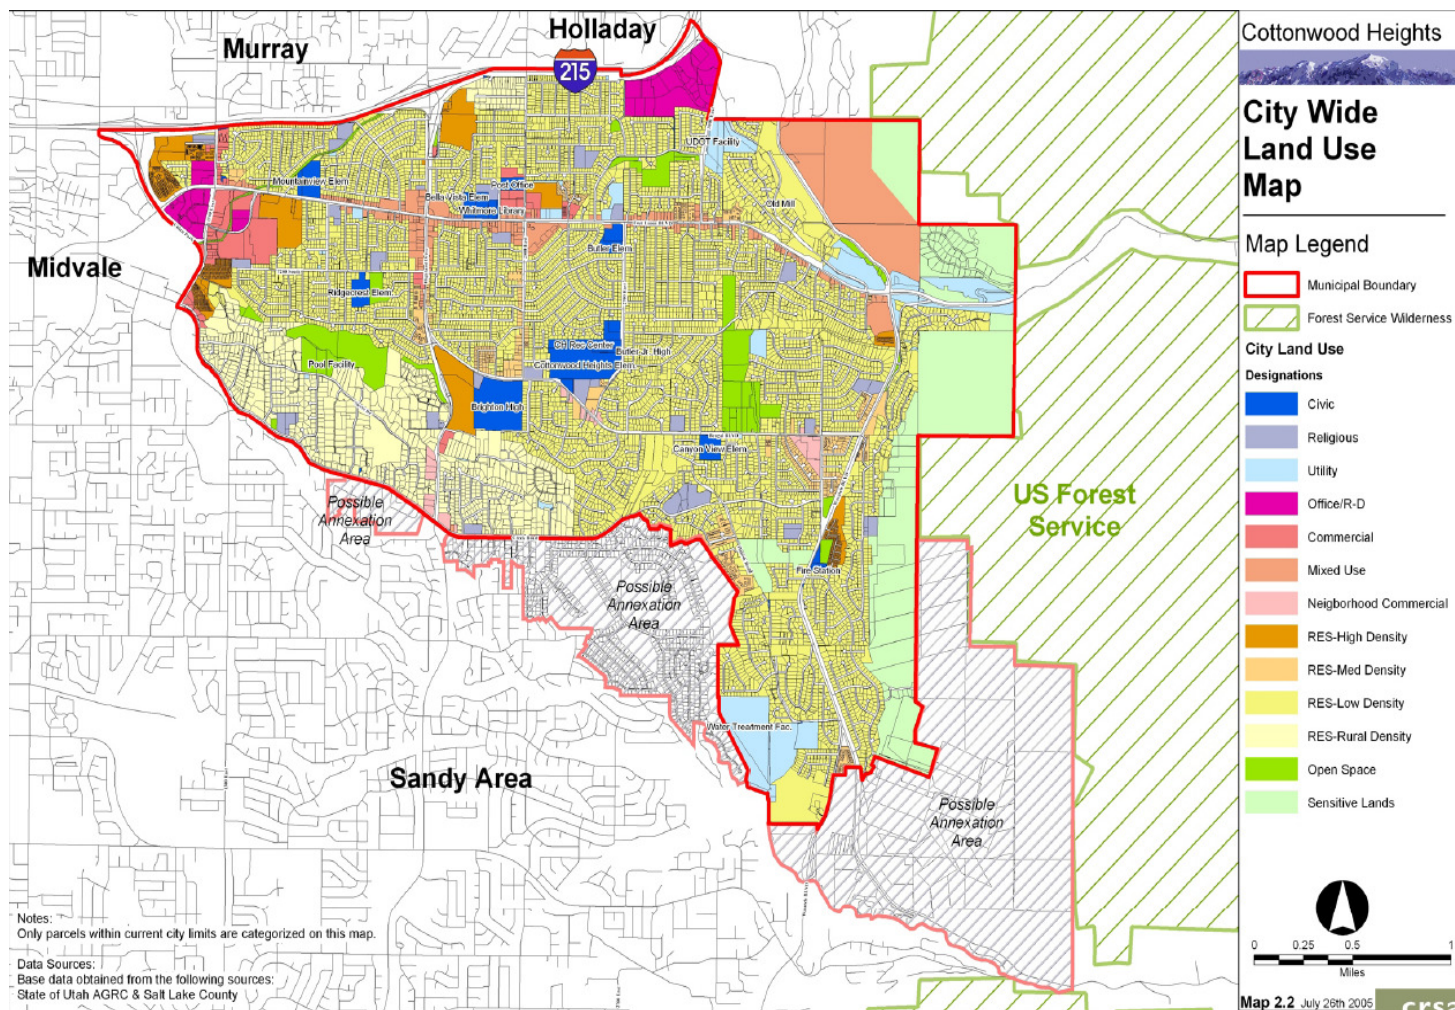 Cottonwood Heights
City Wide
Land Use
Map
Map Legend
Municipal Boundary
Forest Service Wilderness
City Land Use
Designations
Civic
Religious
Utility
Office/R-D
Commercial
Mixed Use
Neigborhood Commercial
RES-High Density
RES-Med Density
RES-Low Density
RES-Rural Density
Open Space
Sensitive Lands
0 0.25 0.5 1
Miles
Map 2.2 July 26th 2005
crsa
Holladay
Murray
215
Midvale
UDOT Facility
Mountainview Elem
Post Office
Bella Vista Elem
Whitmore Library
Old Mill
Butler Elem
Ridgecrest Elem.
CH Rec Center
Butler Jr. High
Cottonwood Heights Elem
Pool Facility
Brighton High
Canyon View Elem
US Forest
Service
Possible
Annexation
Area
Fire Station
Possible
Annexation
Area
Water Treatment Fac.
Sandy Area
Possible
Annexation
Area
Notes:
Only parcels within current city limits are categorized on this map.
Data Sources:
Base data obtained from the following sources:
State of Utah AGRC & Salt Lake County